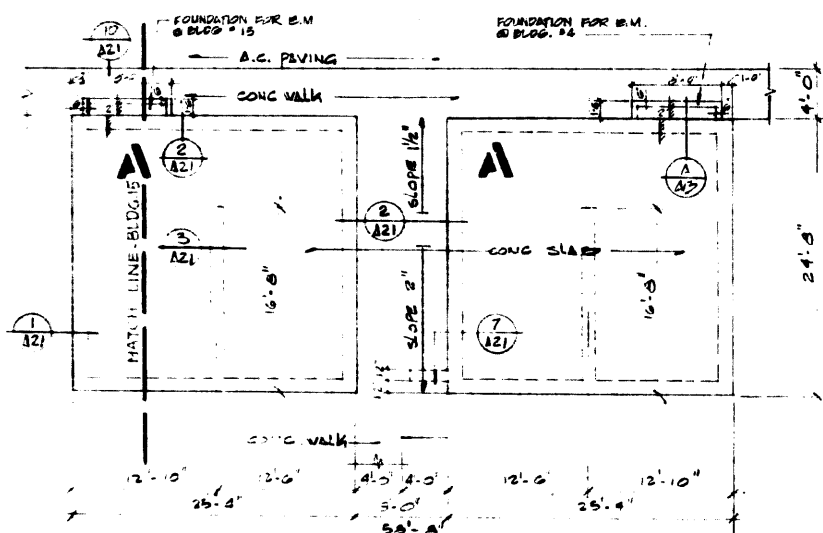 FOUNDATION FOR E.M
@ BLDG #15
FOUNDATION FOR E.M.
@ BLDG. #4
10
A21
A.C. PAVING
CONC WALK
1'-0"
4'-0"
2
A21
A
A13
SLOPE 1 1/2"
2
A21
3
A21
CONC SLAB
MATCH LINE-BLDG.15
16'-8"
16'-8"
24'-8"
1
A21
SLOPE 2"
7
A21
CONC WALK
12'-10"
12'-6"
4'-0"
4'-0"
12'-6"
12'-10"
25'-4"
25'-4"
58'-8"